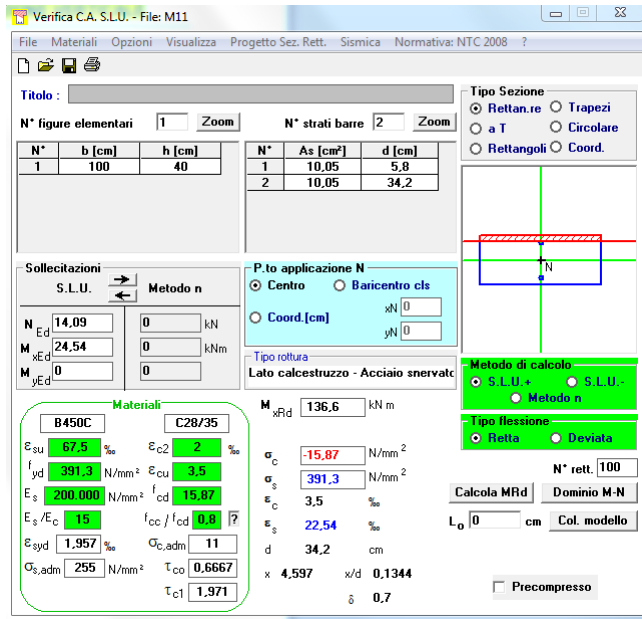 Verifica C.A. S.L.U. - File: M11
File Materiali Opzioni Visualizza Progetto Sez. Rett. Sismica Normativa: NTC 2008 ?
Titolo :
N° figure elementari 1 Zoom N° strati barre 2 Zoom
N° b [cm] h [cm]
1 100 40
N° As [cm²] d [cm]
1 10,05 5,8
2 10,05 34,2
Tipo Sezione
Rettan.re Trapezi
a T Circolare
Rettangoli Coord.
N
Sollecitazioni
S.L.U. Metodo n
N Ed 14,09 0 kN
M xEd 24,54 0 kNm
M yEd 0 0
P.to applicazione N
Centro Baricentro cls
Coord.[cm] xN 0
yN 0
Tipo rottura
Lato calcestruzzo - Acciaio snervato
Metodo di calcolo
S.L.U.+ S.L.U.-
Metodo n
Tipo flessione
Retta Deviata
N° rett. 100
Calcola MRd Dominio M-N
L₀ 0 cm Col. modello
Precompresso
Materiali
B450C C28/35
εsu 67,5 ‰ εc2 2 ‰
fyd 391,3 N/mm² εcu 3,5
Es 200.000 N/mm² fcd 15,87
Es/Ec 15 fcc / fcd 0,8 ?
εsyd 1,957 ‰ σc,adm 11
σs,adm 255 N/mm² τco 0,6667
τc1 1,971
M xRd 136,6 kN m
σc -15,87 N/mm²
σs 391,3 N/mm²
εc 3,5 ‰
εs 22,54 ‰
d 34,2 cm
x 4,597 x/d 0,1344
δ 0,7